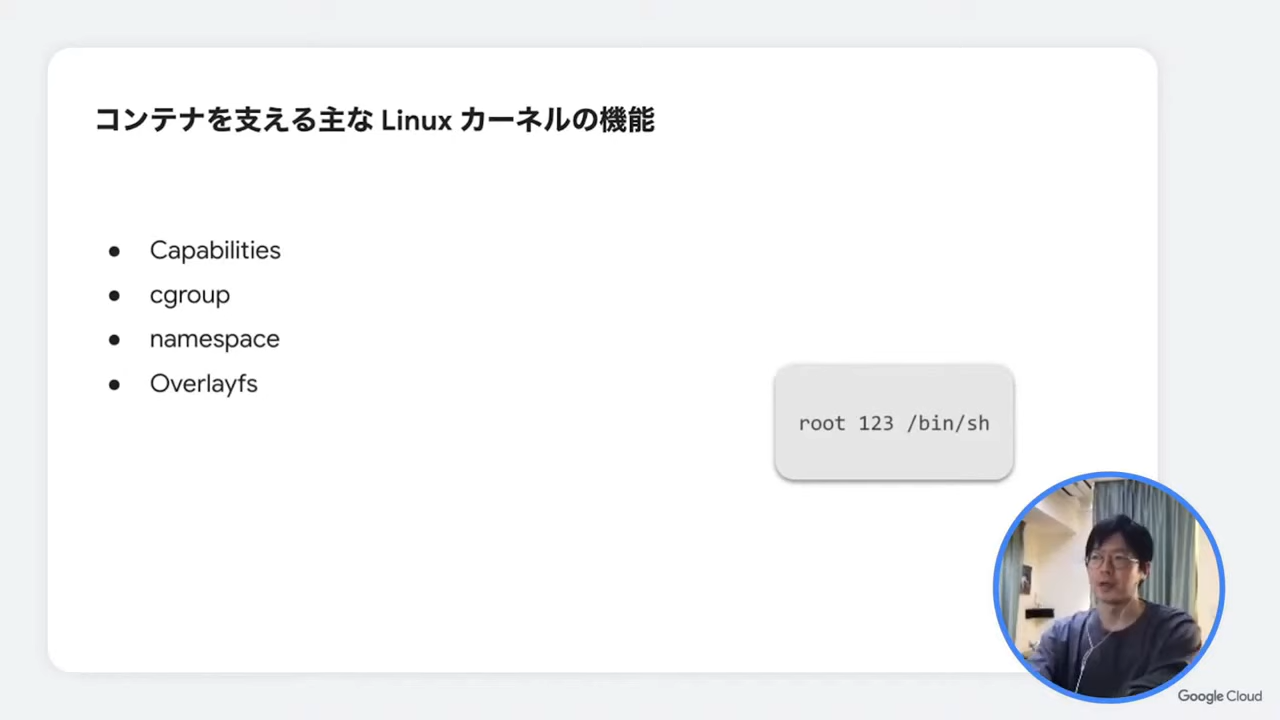 コンテナを支える主な Linux カーネルの機能
● Capabilities
● cgroup
● namespace
● Overlayfs
root 123 /bin/sh
Google Cloud